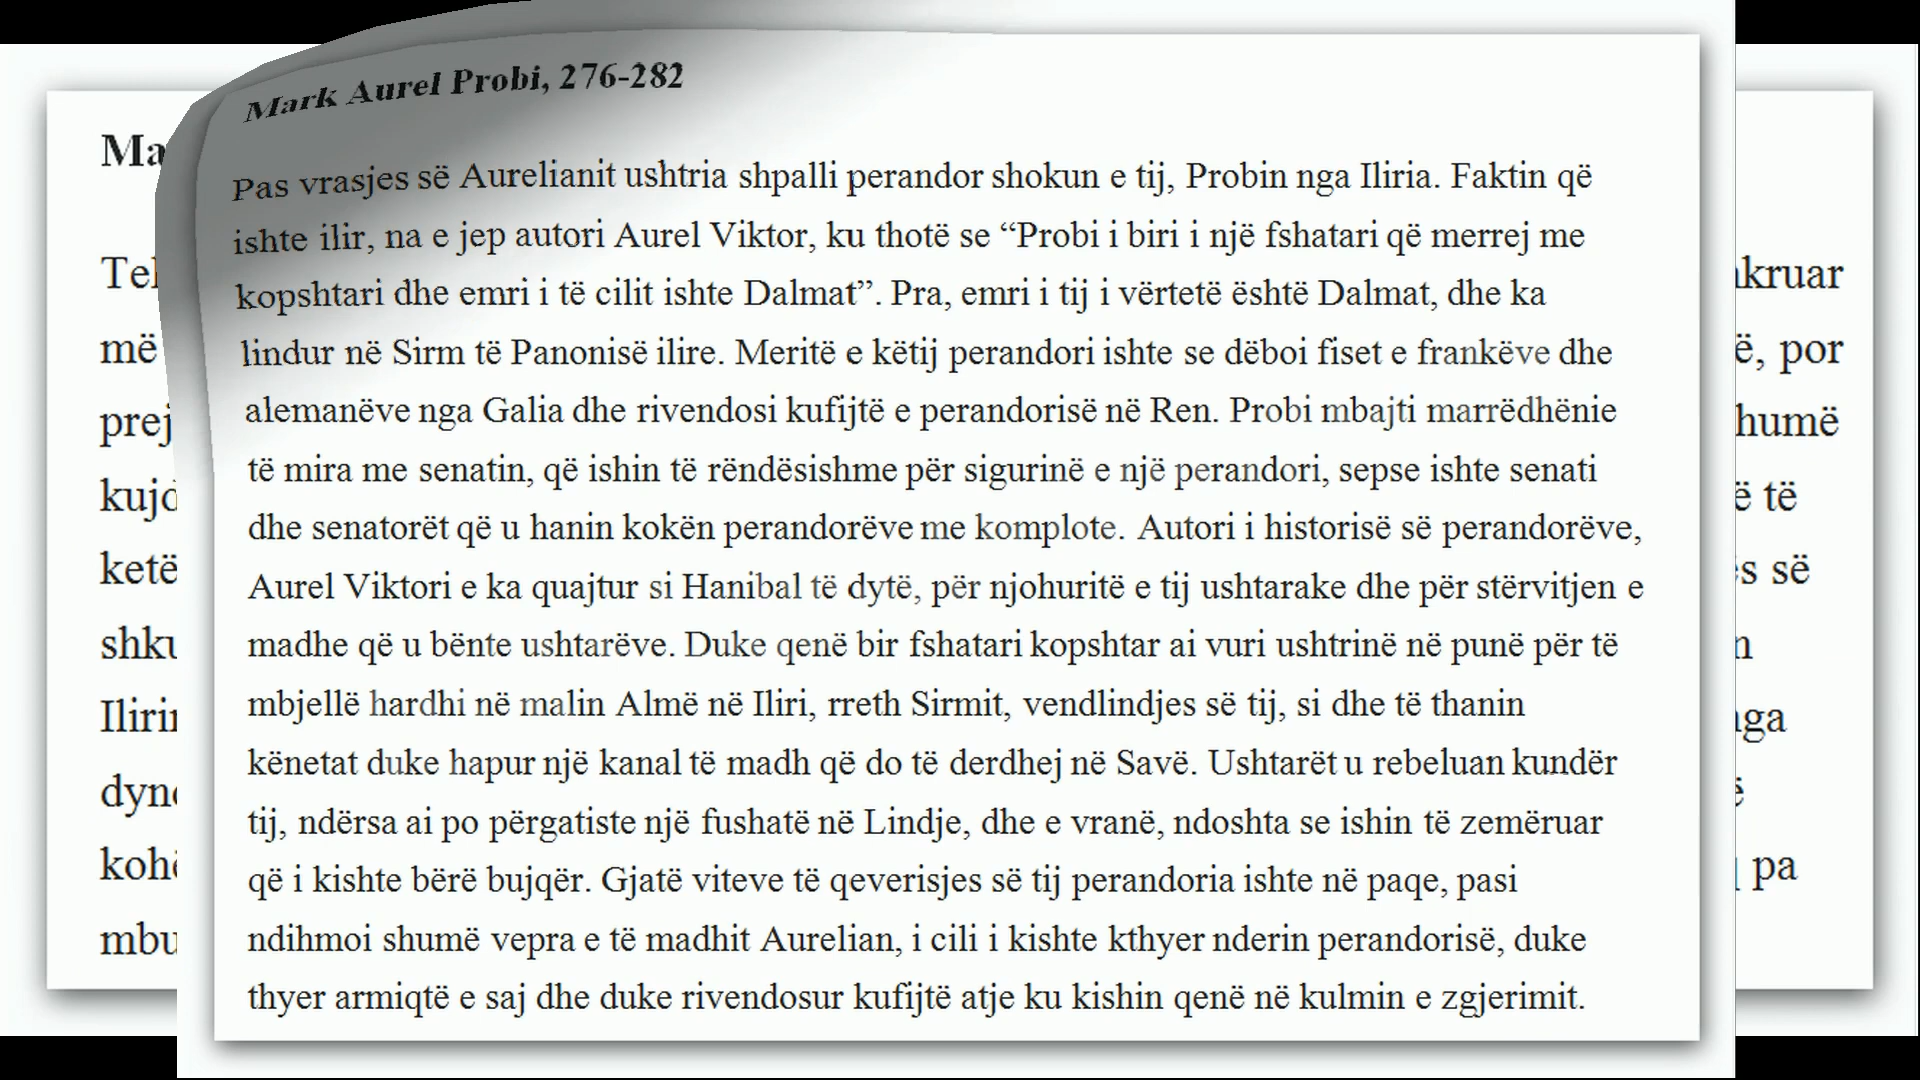 Mark Aurel Probi, 276-282
Pas vrasjes së Aurelianit ushtria shpalli perandor shokun e tij, Probin nga Iliria. Faktin që
ishte ilir, na e jep autori Aurel Viktor, ku thotë se “Probi i biri i një fshatari që merrej me
kopshtari dhe emri i të cilit ishte Dalmat”. Pra, emri i tij i vërtetë është Dalmat, dhe ka
lindur në Sirm të Panonisë ilire. Meritë e këtij perandori ishte se dëboi fiset e frankëve dhe
alemanëve nga Galia dhe rivendosi kufijtë e perandorisë në Ren. Probi mbajti marrëdhënie
të mira me senatin, që ishin të rëndësishme për sigurinë e një perandori, sepse ishte senati
dhe senatorët që u hanin kokën perandorëve me komplote. Autori i historisë së perandorëve,
Aurel Viktori e ka quajtur si Hanibal të dytë, për njohuritë e tij ushtarake dhe për stërvitjen e
madhe që u bënte ushtarëve. Duke qenë bir fshatari kopshtar ai vuri ushtrinë në punë për të
mbjellë hardhi në malin Almë në Iliri, rreth Sirmit, vendlindjes së tij, si dhe të thanin
kënetat duke hapur një kanal të madh që do të derdhej në Savë. Ushtarët u rebeluan kundër
tij, ndërsa ai po përgatiste një fushatë në Lindje, dhe e vranë, ndoshta se ishin të zemëruar
që i kishte bërë bujqër. Gjatë viteve të qeverisjes së tij perandoria ishte në paqe, pasi
ndihmoi shumë vepra e të madhit Aurelian, i cili i kishte kthyer nderin perandorisë, duke
thyer armiqtë e saj dhe duke rivendosur kufijtë atje ku kishin qenë në kulmin e zgjerimit.
më
por
ë të
së
pa